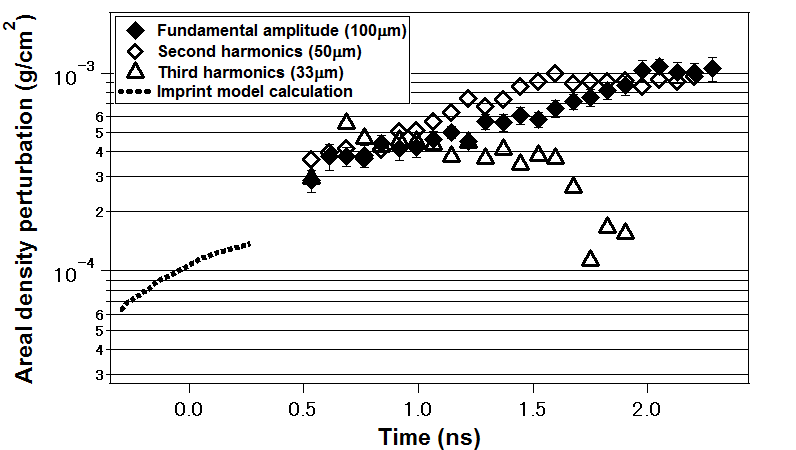 Areal density perturbation (g/cm²)
Fundamental amplitude (100μm)
Second harmonics (50μm)
Third harmonics (33μm)
Imprint model calculation
10⁻³
6
5
4
3
2
10⁻⁴
6
5
4
3
0.0 0.5 1.0 1.5 2.0
Time (ns)